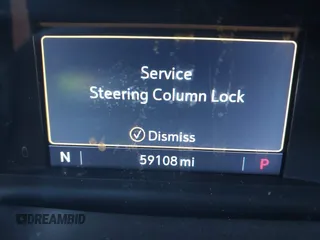 Service
Steering Column Lock
Dismiss
N 59108 mi P
DREAMBID